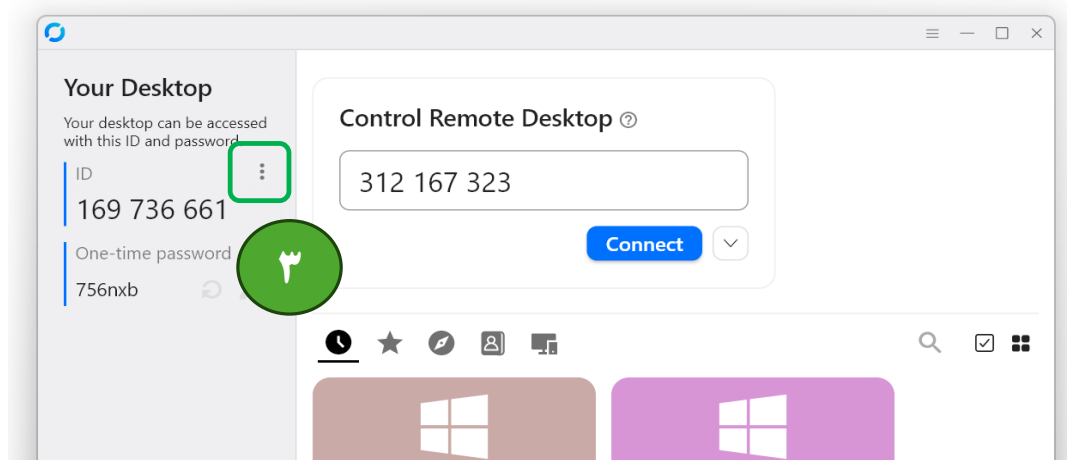 Your Desktop
Your desktop can be accessed
with this ID and password.
ID
169 736 661
One-time password
756nxb
۳
Control Remote Desktop
312 167 323
Connect